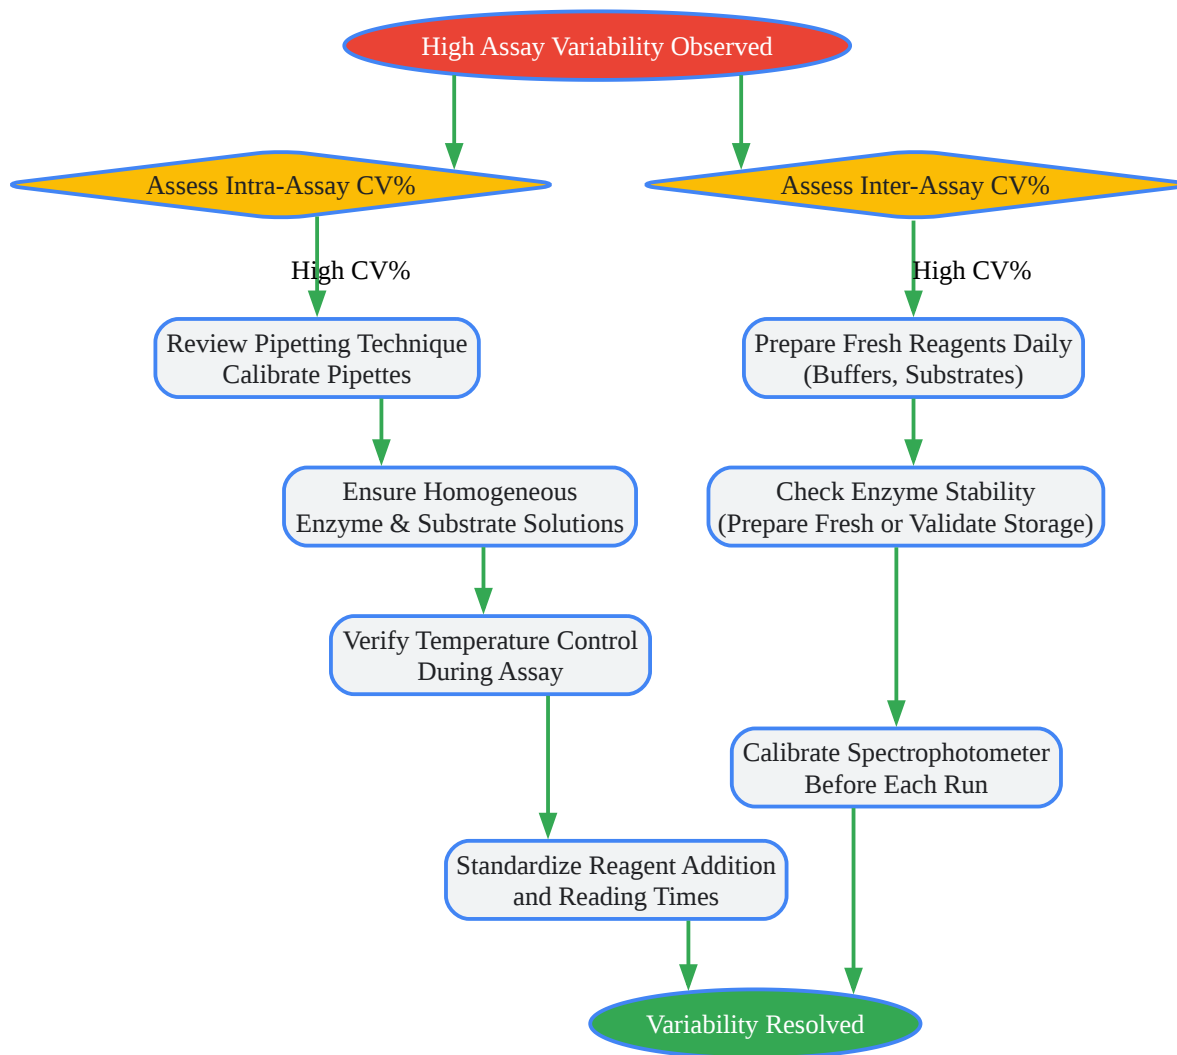 High Assay Variability Observed
Assess Intra-Assay CV%
Assess Inter-Assay CV%
High CV%
High CV%
Review Pipetting Technique
Calibrate Pipettes
Prepare Fresh Reagents Daily
(Buffers, Substrates)
Ensure Homogeneous
Enzyme & Substrate Solutions
Check Enzyme Stability
(Prepare Fresh or Validate Storage)
Verify Temperature Control
During Assay
Calibrate Spectrophotometer
Before Each Run
Standardize Reagent Addition
and Reading Times
Variability Resolved